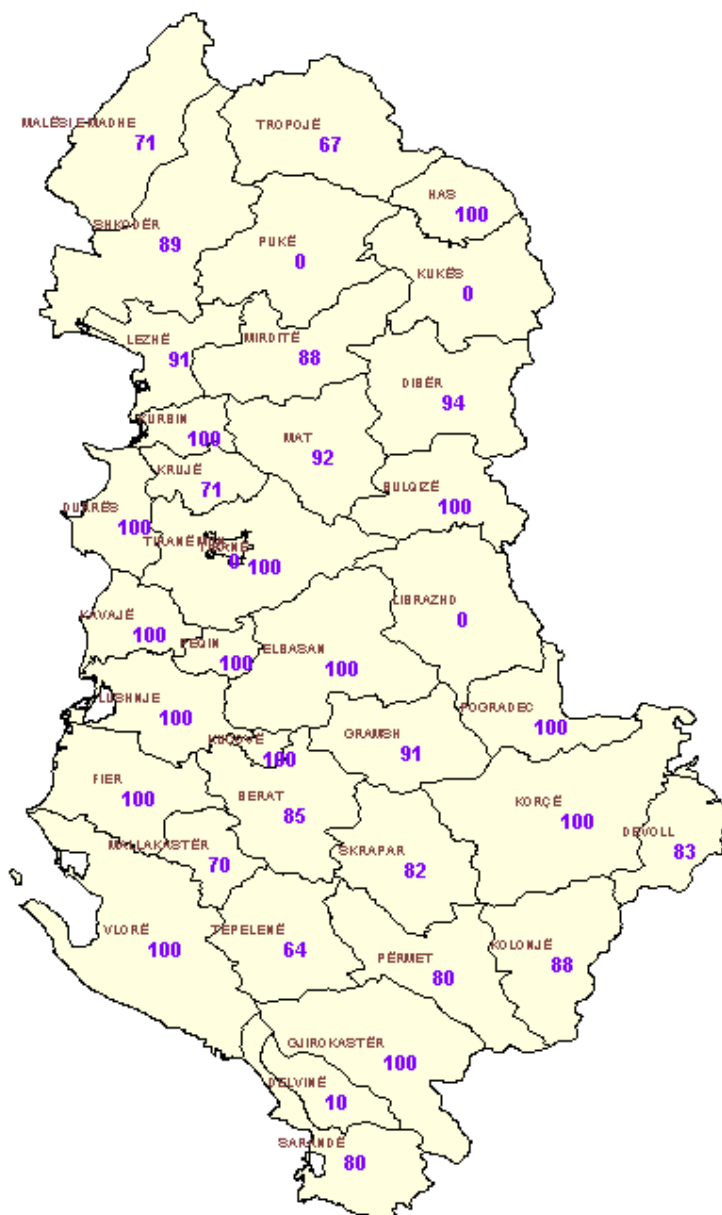 MALËSI E MADHE
71
TROPOJË
67
HAS
100
SHKODËR
89
PUKË
0
KUKËS
0
LEZHË
91
MIRDITË
88
DIBËR
94
KURBIN
100
MAT
92
KRUJË
71
BULQIZË
100
DURRËS
100
0
100
LIBRAZHD
0
KAVAJË
100
PEQIN
100
ELBASAN
100
LUSHNJE
100
POGRADEC
100
KUÇOVË
100
GRAMSH
91
FIER
100
BERAT
85
KORÇË
100
DEVOLL
83
MALLAKASTËR
70
SKRAPAR
82
VLORË
100
TEPELENË
64
PËRMET
80
KOLONJË
88
GJIROKASTËR
100
DELVINË
10
SARANDË
80